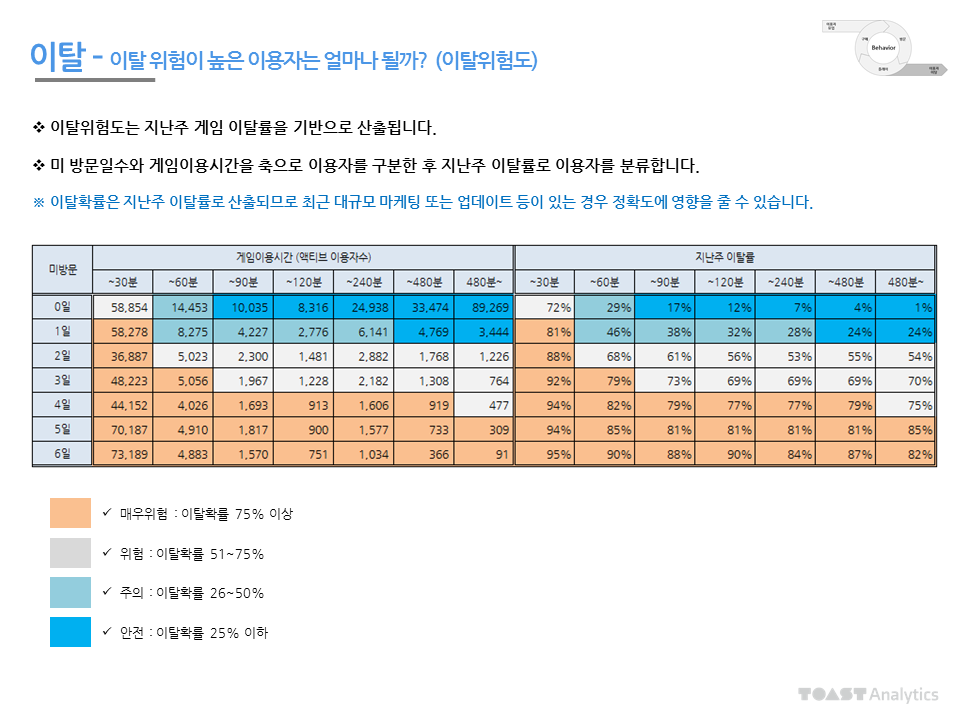 이탈 - 이탈 위험이 높은 이용자는 얼마나 될까? (이탈위험도)
이용자 유입
구매
방문
Behavior
플레이
이용자 이탈
❖ 이탈위험도는 지난주 게임 이탈률을 기반으로 산출됩니다.
❖ 미 방문일수와 게임이용시간을 축으로 이용자를 구분한 후 지난주 이탈률로 이용자를 분류합니다.
※ 이탈확률은 지난주 이탈률로 산출되므로 최근 대규모 마케팅 또는 업데이트 등이 있는 경우 정확도에 영향을 줄 수 있습니다.
미방문 게임이용시간 (액티브 이용자수) 지난주 이탈률
~30분 ~60분 ~90분 ~120분 ~240분 ~480분 480분~ ~30분 ~60분 ~90분 ~120분 ~240분 ~480분 480분~
0일 58,854 14,453 10,035 8,316 24,938 33,474 89,269 72% 29% 17% 12% 7% 4% 1%
1일 58,278 8,275 4,227 2,776 6,141 4,769 3,444 81% 46% 38% 32% 28% 24% 24%
2일 36,887 5,023 2,300 1,481 2,882 1,768 1,226 88% 68% 61% 56% 53% 55% 54%
3일 48,223 5,056 1,967 1,228 2,182 1,308 764 92% 79% 73% 69% 69% 69% 70%
4일 44,152 4,026 1,693 913 1,606 919 477 94% 82% 79% 77% 77% 79% 75%
5일 70,187 4,910 1,817 900 1,577 733 309 94% 85% 81% 81% 81% 81% 85%
6일 73,189 4,883 1,570 751 1,034 366 91 95% 90% 88% 90% 84% 87% 82%
✓ 매우위험 : 이탈확률 75% 이상
✓ 위험 : 이탈확률 51~75%
✓ 주의 : 이탈확률 26~50%
✓ 안전 : 이탈확률 25% 이하
TOAST Analytics